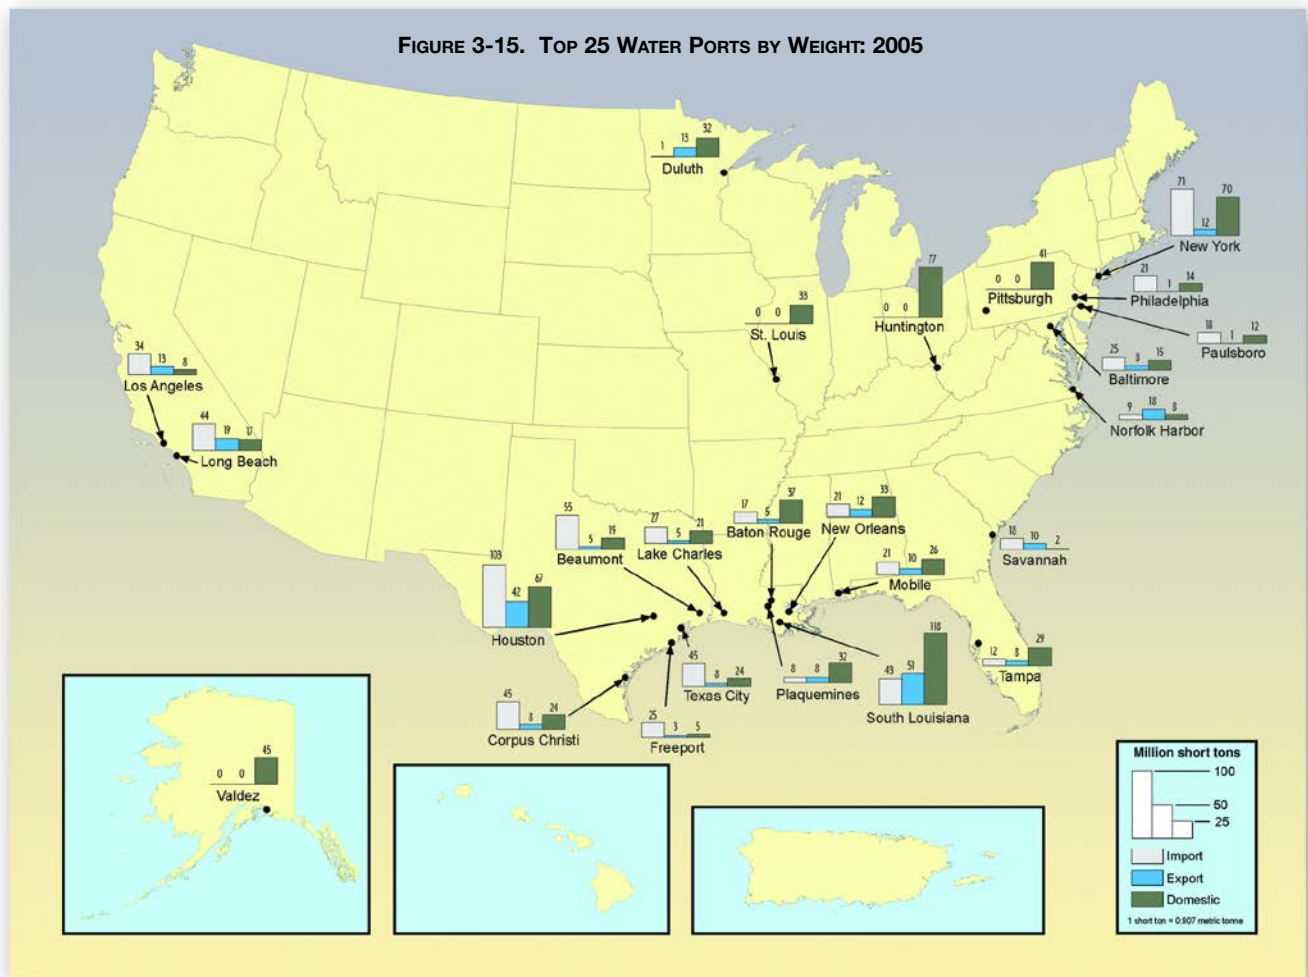 FIGURE 3-15. TOP 25 WATER PORTS BY WEIGHT: 2005
1 13 32
Duluth
71 12 70
New York
21 1 14
Philadelphia
18 1 12
Paulsboro
0 0 41
Pittsburgh
0 0 77
Huntington
0 0 33
St. Louis
25 8 15
Baltimore
9 18 8
Norfolk Harbor
34 13 8
Los Angeles
44 19 17
Long Beach
55 5 19
Beaumont
27 5 21
Lake Charles
17 5 37
Baton Rouge
21 12 33
New Orleans
18 10 2
Savannah
21 10 26
Mobile
103 42 67
Houston
12 8 29
Tampa
45 8 24
Texas City
8 8 32
Plaquemines
43 51 118
South Louisiana
45 8 24
Corpus Christi
25 3 5
Freeport
0 0 45
Valdez
Million short tons
100
50
25
Import
Export
Domestic
1 short ton = 0.907 metric tonne